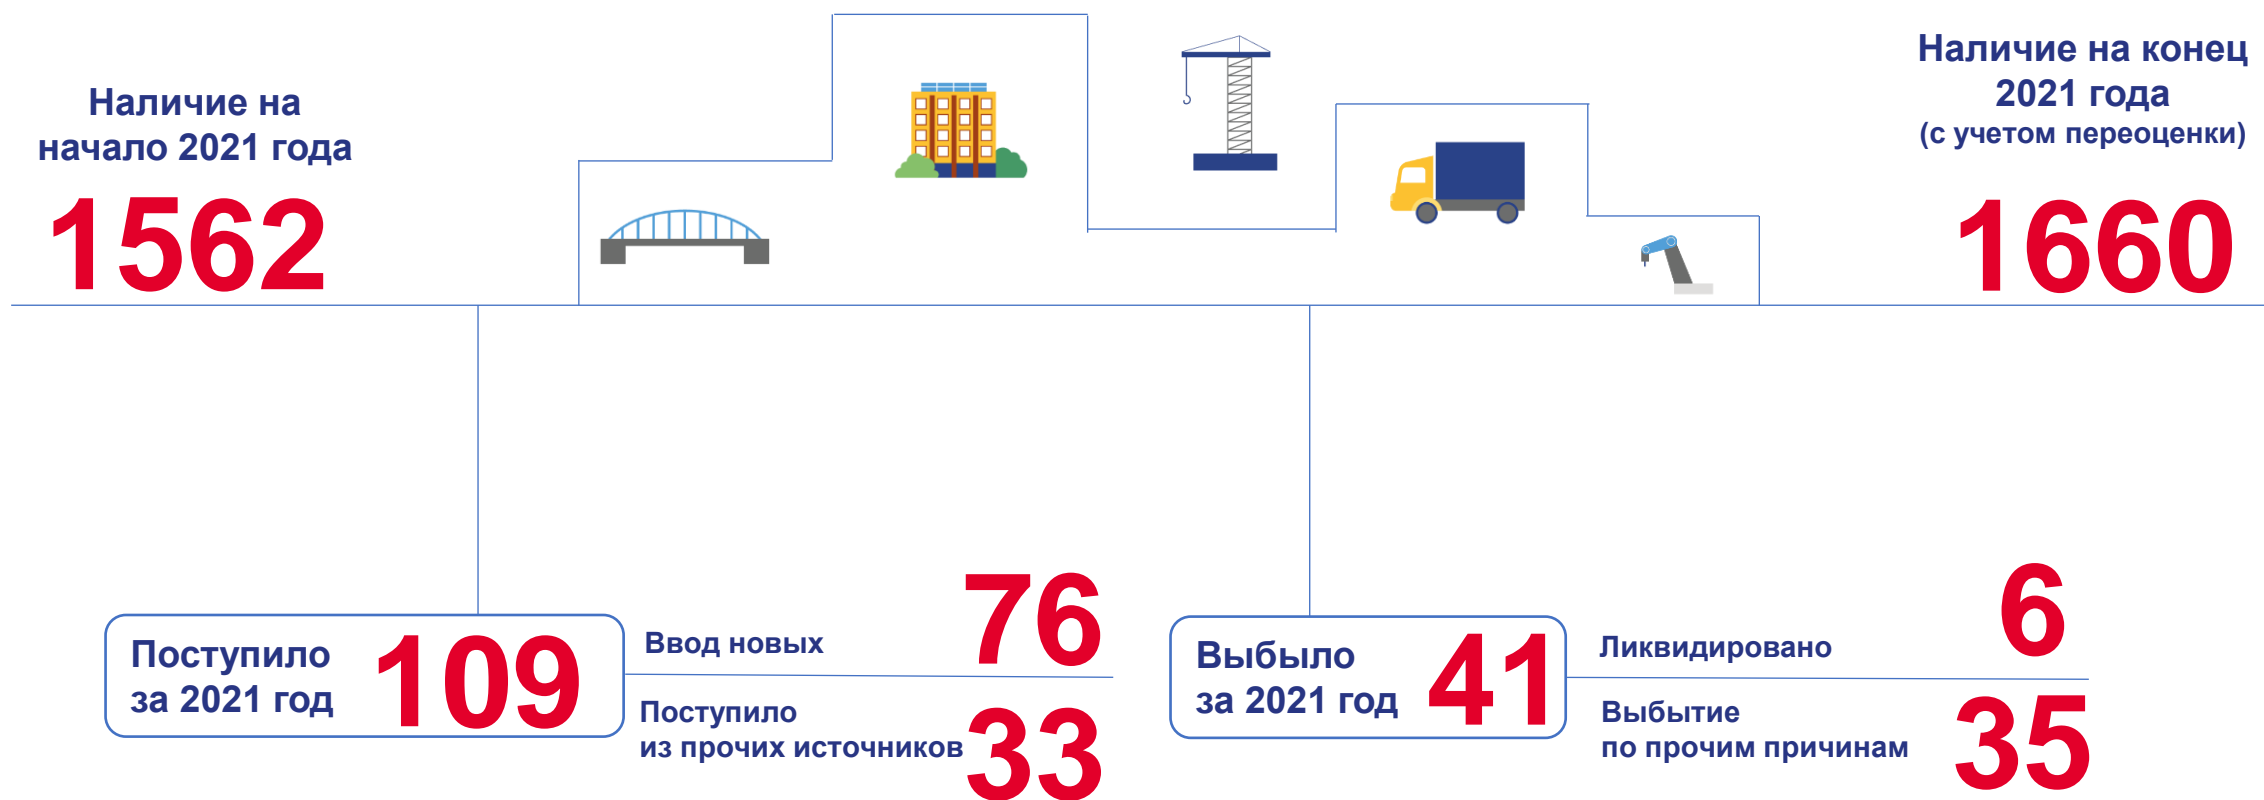 Наличие на
начало 2021 года
1562
Наличие на конец
2021 года
(с учетом переоценки)
1660
Поступило
за 2021 год
109
Ввод новых
76
Поступило
из прочих источников
33
Выбыло
за 2021 год
41
Ликвидировано
6
Выбытие
по прочим причинам
35